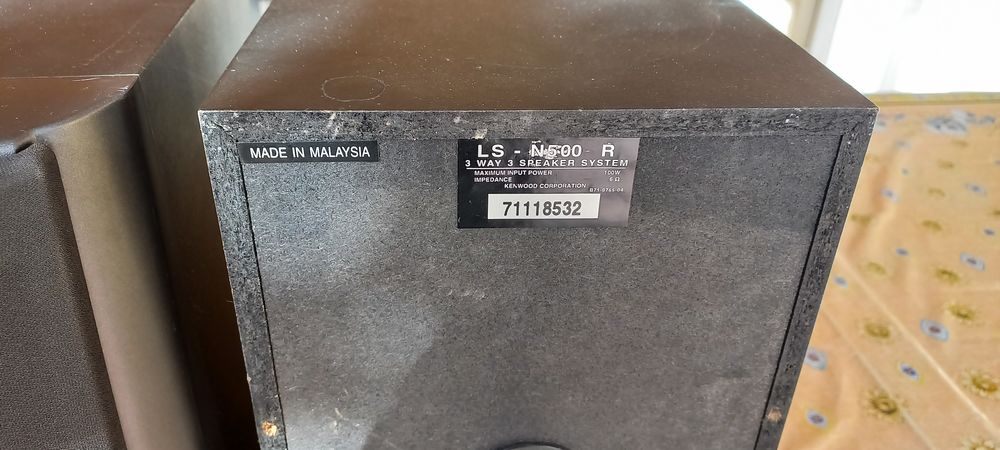 MADE IN MALAYSIA
LS - N500 - R
3 WAY 3 SPEAKER SYSTEM
MAXIMUM INPUT POWER 100W
IMPEDANCE 6 Ω
KENWOOD CORPORATION
71118532